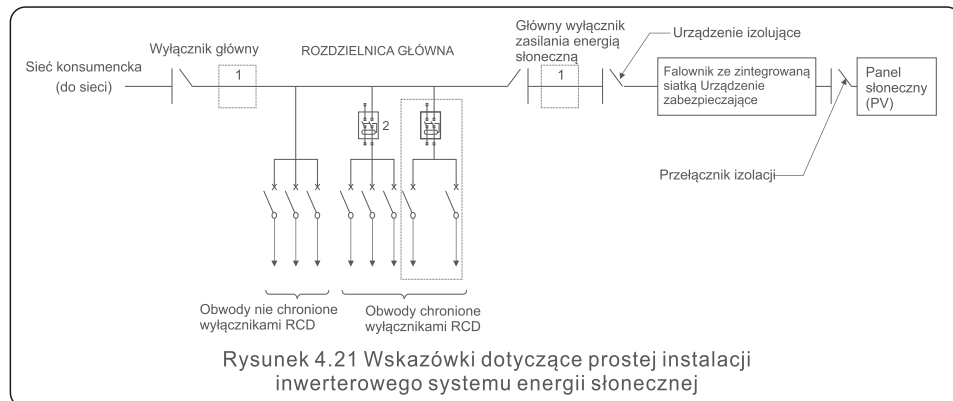 Sieć konsumencka
(do sieci)
Wyłącznik główny
1
ROZDZIELNICA GŁÓWNA
2
Główny wyłącznik
zasilania energią
słoneczną
1
Urządzenie izolujące
Falownik ze zintegrowaną
siatką Urządzenie
zabezpieczające
Panel
słoneczny
(PV)
Przełącznik izolacji
Obwody nie chronione
wyłącznikami RCD
Obwody chronione
wyłącznikami RCD
Rysunek 4.21 Wskazówki dotyczące prostej instalacji
inwerterowego systemu energii słonecznej